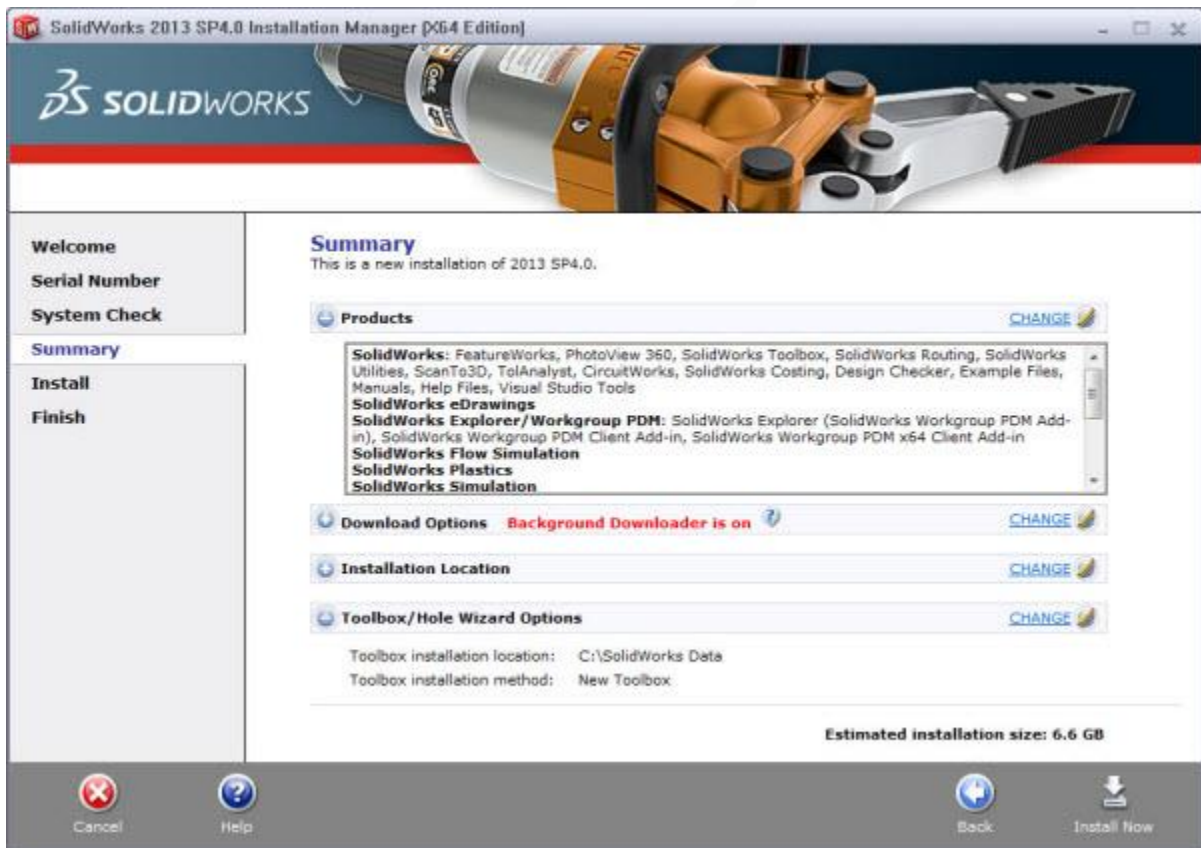 SolidWorks 2013 SP4.0 Installation Manager [X64 Edition]
SOLIDWORKS
Welcome
Serial Number
System Check
Summary
Install
Finish
Summary
This is a new installation of 2013 SP4.0.
Products
CHANGE
SolidWorks: FeatureWorks, PhotoView 360, SolidWorks Toolbox, SolidWorks Routing, SolidWorks
Utilities, ScanTo3D, TolAnalyst, CircuitWorks, SolidWorks Costing, Design Checker, Example Files,
Manuals, Help Files, Visual Studio Tools
SolidWorks eDrawings
SolidWorks Explorer/Workgroup PDM: SolidWorks Explorer (SolidWorks Workgroup PDM Add-
in), SolidWorks Workgroup PDM Client Add-in, SolidWorks Workgroup PDM x64 Client Add-in
SolidWorks Flow Simulation
SolidWorks Plastics
SolidWorks Simulation
Download Options Background Downloader is on
CHANGE
Installation Location
CHANGE
Toolbox/Hole Wizard Options
CHANGE
Toolbox installation location: C:\SolidWorks Data
Toolbox installation method: New Toolbox
Estimated installation size: 6.6 GB
Cancel
Help
Back
Install Now